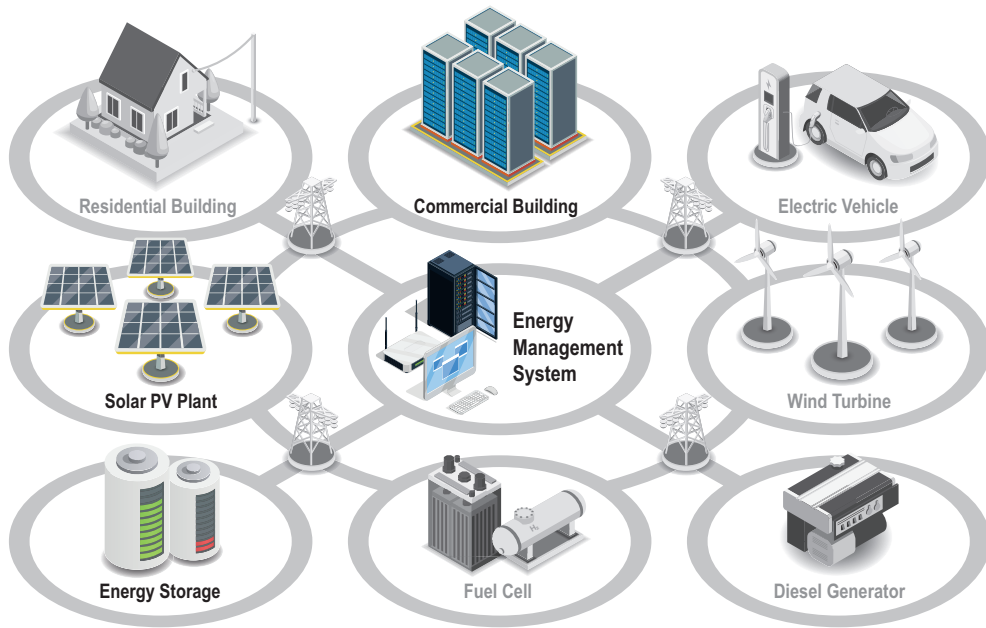 Residential Building
Commercial Building
Electric Vehicle
Solar PV Plant
Energy
Management
System
Wind Turbine
Energy Storage
H₂
Fuel Cell
Diesel Generator